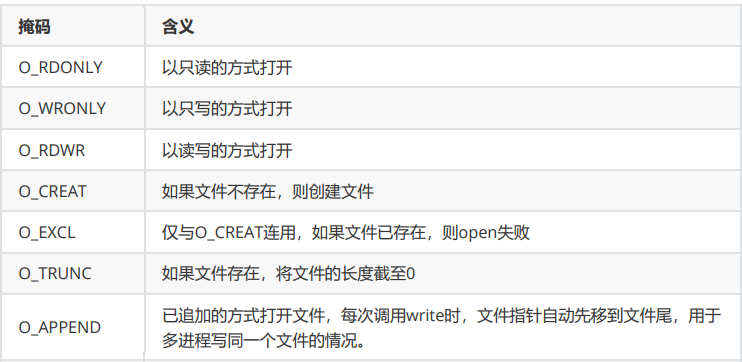 掩码 含义
O_RDONLY 以只读的方式打开
O_WRONLY 以只写的方式打开
O_RDWR 以读写的方式打开
O_CREAT 如果文件不存在，则创建文件
O_EXCL 仅与O_CREAT连用，如果文件已存在，则open失败
O_TRUNC 如果文件存在，将文件的长度截至0
O_APPEND 已追加的方式打开文件，每次调用write时，文件指针自动先移到文件尾，用于
多进程写同一个文件的情况。